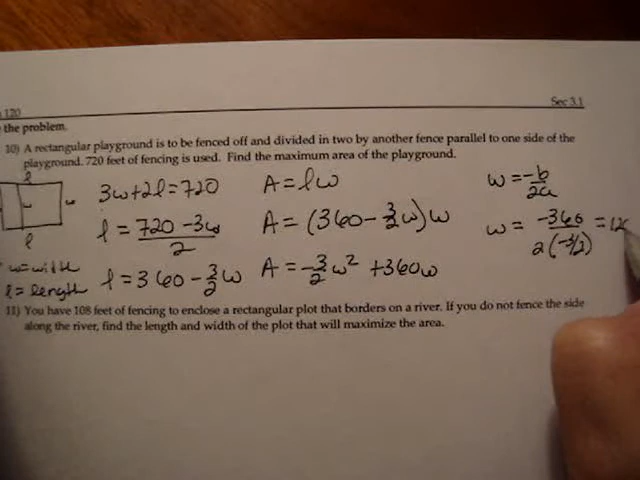 120
Sec 3.1
the problem.
10) A rectangular playground is to be fenced off and divided in two by another fence parallel to one side of the
playground. 720 feet of fencing is used. Find the maximum area of the playground.
l
w
w
l
w=width
l=length
3w+2l=720
l = 720-3w/2
l = 360 - 3/2 w
A = lw
A = (360 - 3/2 w) w
A = -3/2 w² + 360w
w = -b/2a
w = -360/2(-3/2) = 12
11) You have 108 feet of fencing to enclose a rectangular plot that borders on a river. If you do not fence the side
along the river, find the length and width of the plot that will maximize the area.